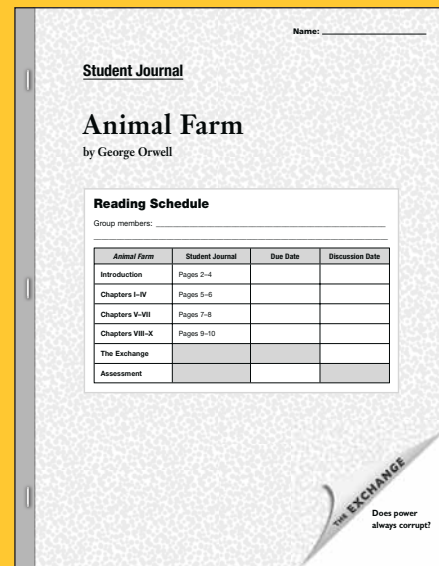 Name:
Student Journal
Animal Farm
by George Orwell
Reading Schedule
Group members:
Animal Farm Student Journal Due Date Discussion Date
Introduction Pages 2–4
Chapters I–IV Pages 5–6
Chapters V–VII Pages 7–8
Chapters VIII–X Pages 9–10
The Exchange
Assessment
THE EXCHANGE
Does power
always corrupt?